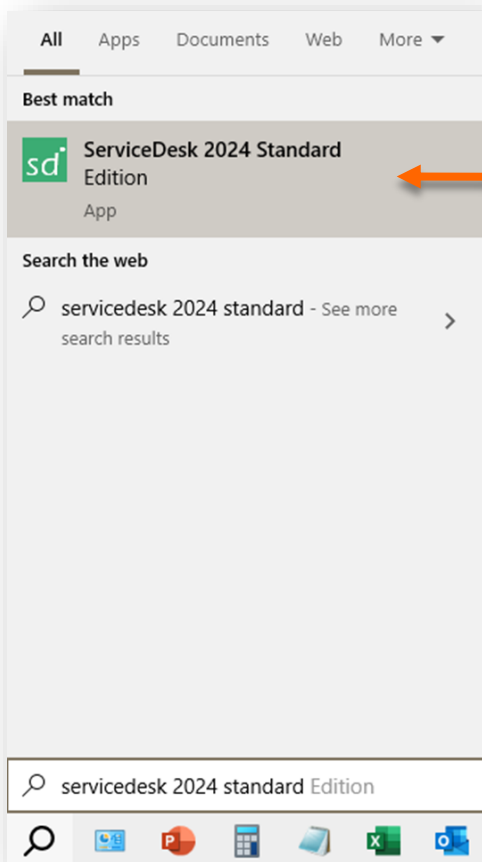 All Apps Documents Web More
Best match
sd
ServiceDesk 2024 Standard
Edition
App
Search the web
servicedesk 2024 standard - See more
search results
servicedesk 2024 standard Edition